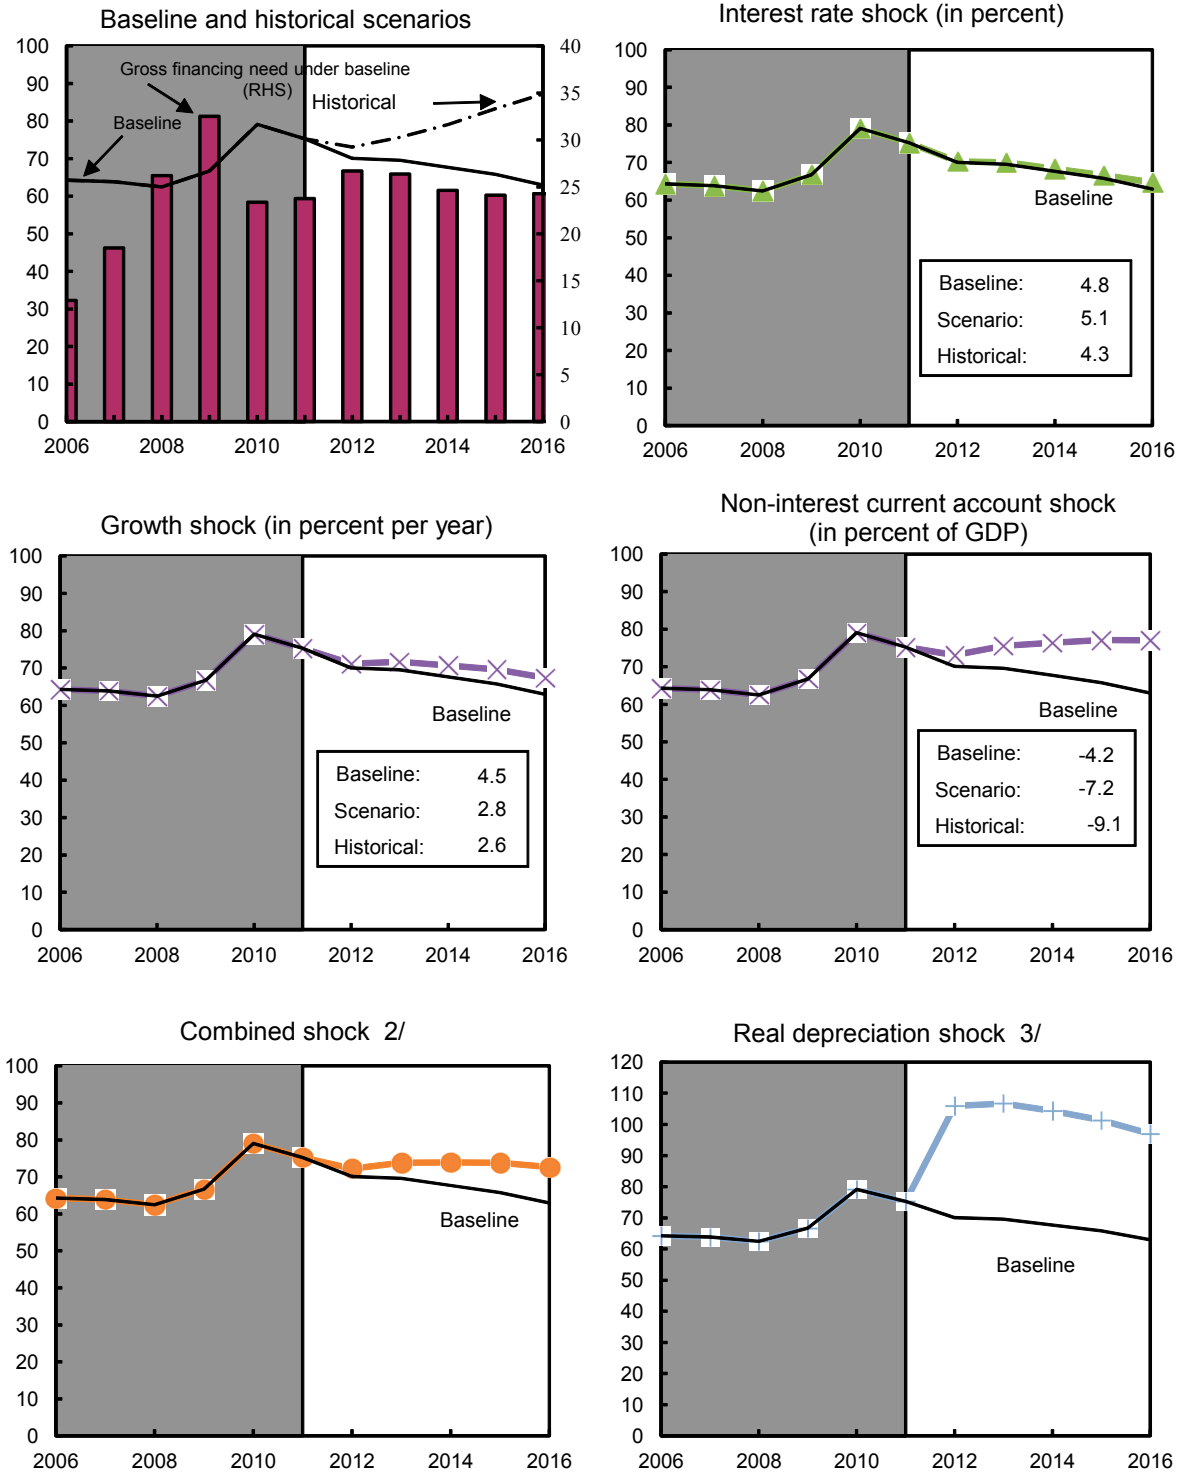 Baseline and historical scenarios
100
90
80
70
60
50
40
30
20
10
0
40
35
30
25
20
15
10
5
0
Gross financing need under baseline
(RHS)
Historical
Baseline
2006 2008 2010 2012 2014 2016
Interest rate shock (in percent)
100
90
80
70
60
50
40
30
20
10
0
Baseline
Baseline: 4.8
Scenario: 5.1
Historical: 4.3
2006 2008 2010 2012 2014 2016
Growth shock (in percent per year)
100
90
80
70
60
50
40
30
20
10
0
Baseline
Baseline: 4.5
Scenario: 2.8
Historical: 2.6
2006 2008 2010 2012 2014 2016
Non-interest current account shock
(in percent of GDP)
100
90
80
70
60
50
40
30
20
10
0
Baseline
Baseline: -4.2
Scenario: -7.2
Historical: -9.1
2006 2008 2010 2012 2014 2016
Combined shock 2/
100
90
80
70
60
50
40
30
20
10
0
Baseline
2006 2008 2010 2012 2014 2016
Real depreciation shock 3/
120
110
100
90
80
70
60
50
40
30
20
10
0
Baseline
2006 2008 2010 2012 2014 2016